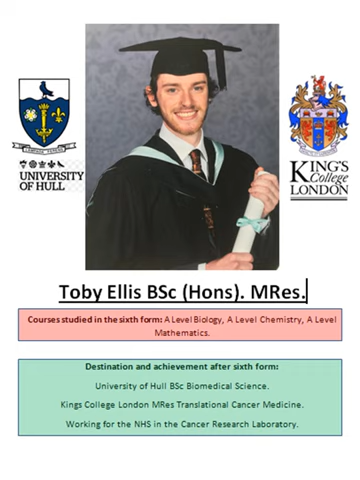 UNIVERSITY
OF HULL
KING'S
College
LONDON
Toby Ellis BSc (Hons). MRes.
Courses studied in the sixth form: A Level Biology, A Level Chemistry, A Level
Mathematics.
Destination and achievement after sixth form:
University of Hull BSc Biomedical Science.
Kings College London MRes Translational Cancer Medicine.
Working for the NHS in the Cancer Research Laboratory.